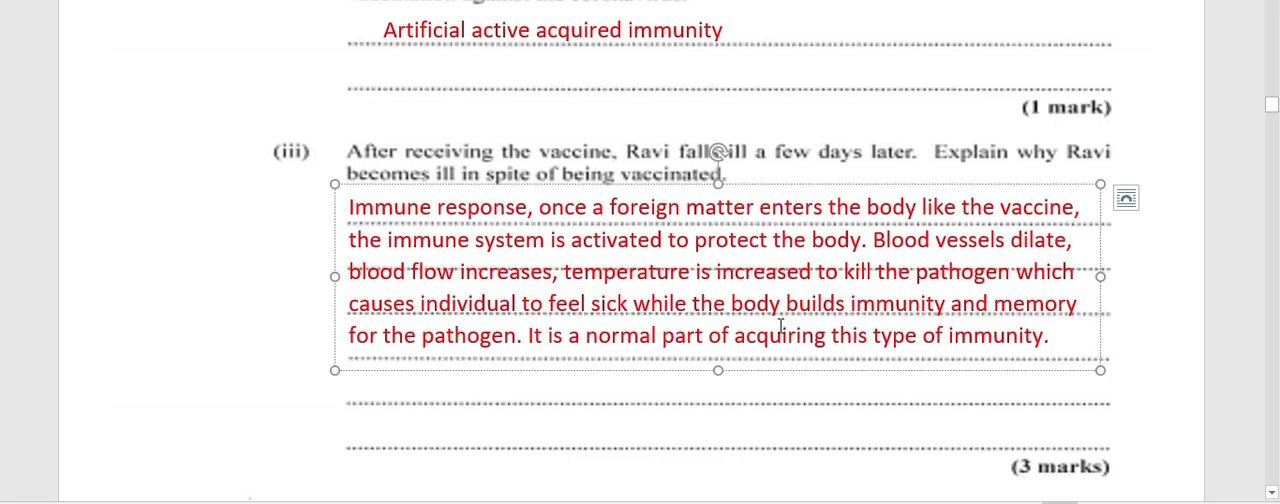 Artificial active acquired immunity
(1 mark)
(iii) After receiving the vaccine, Ravi falls ill a few days later. Explain why Ravi
becomes ill in spite of being vaccinated.
Immune response, once a foreign matter enters the body like the vaccine,
the immune system is activated to protect the body. Blood vessels dilate,
blood flow increases, temperature is increased to kill the pathogen which
causes individual to feel sick while the body builds immunity and memory
for the pathogen. It is a normal part of acquiring this type of immunity.
(3 marks)